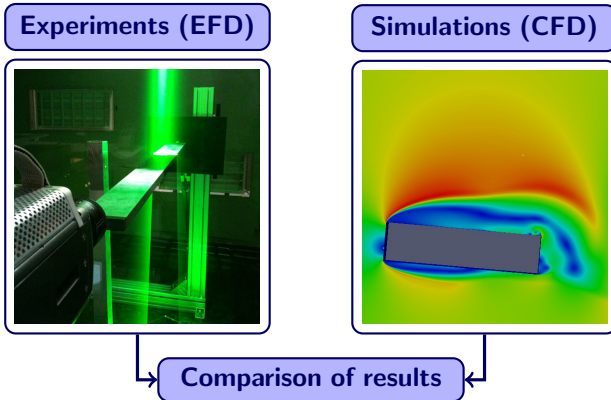 Experiments (EFD)
Simulations (CFD)
Comparison of results